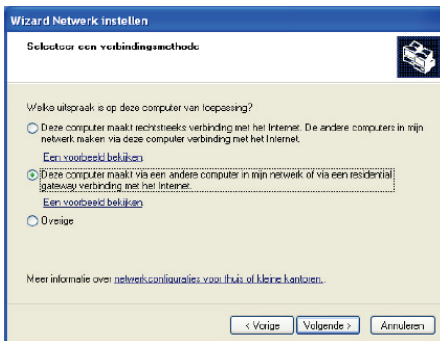 Wizard Netwerk instellen
Selecteer een verbindingsmethode
Welke uitspraak is op deze computer van toepassing?
Deze computer maakt rechtstreeks verbinding met het Internet. De andere computers in mijn
netwerk maken via deze computer verbinding met het Internet.
Een voorbeeld bekijken.
Deze computer maakt via een andere computer in mijn netwerk of via een residential
gateway verbinding met het Internet.
Een voorbeeld bekijken.
Overige
Meer informatie over netwerkconfiguraties voor thuis of kleine kantoren..
< Vorige
Volgende >
Annuleren